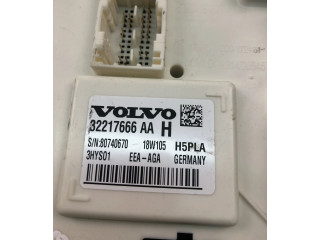 VOLVO
32217666 AA H
S/N:80740670 18W105 H5PLA
3HYS01 EEA-AGA GERMANY